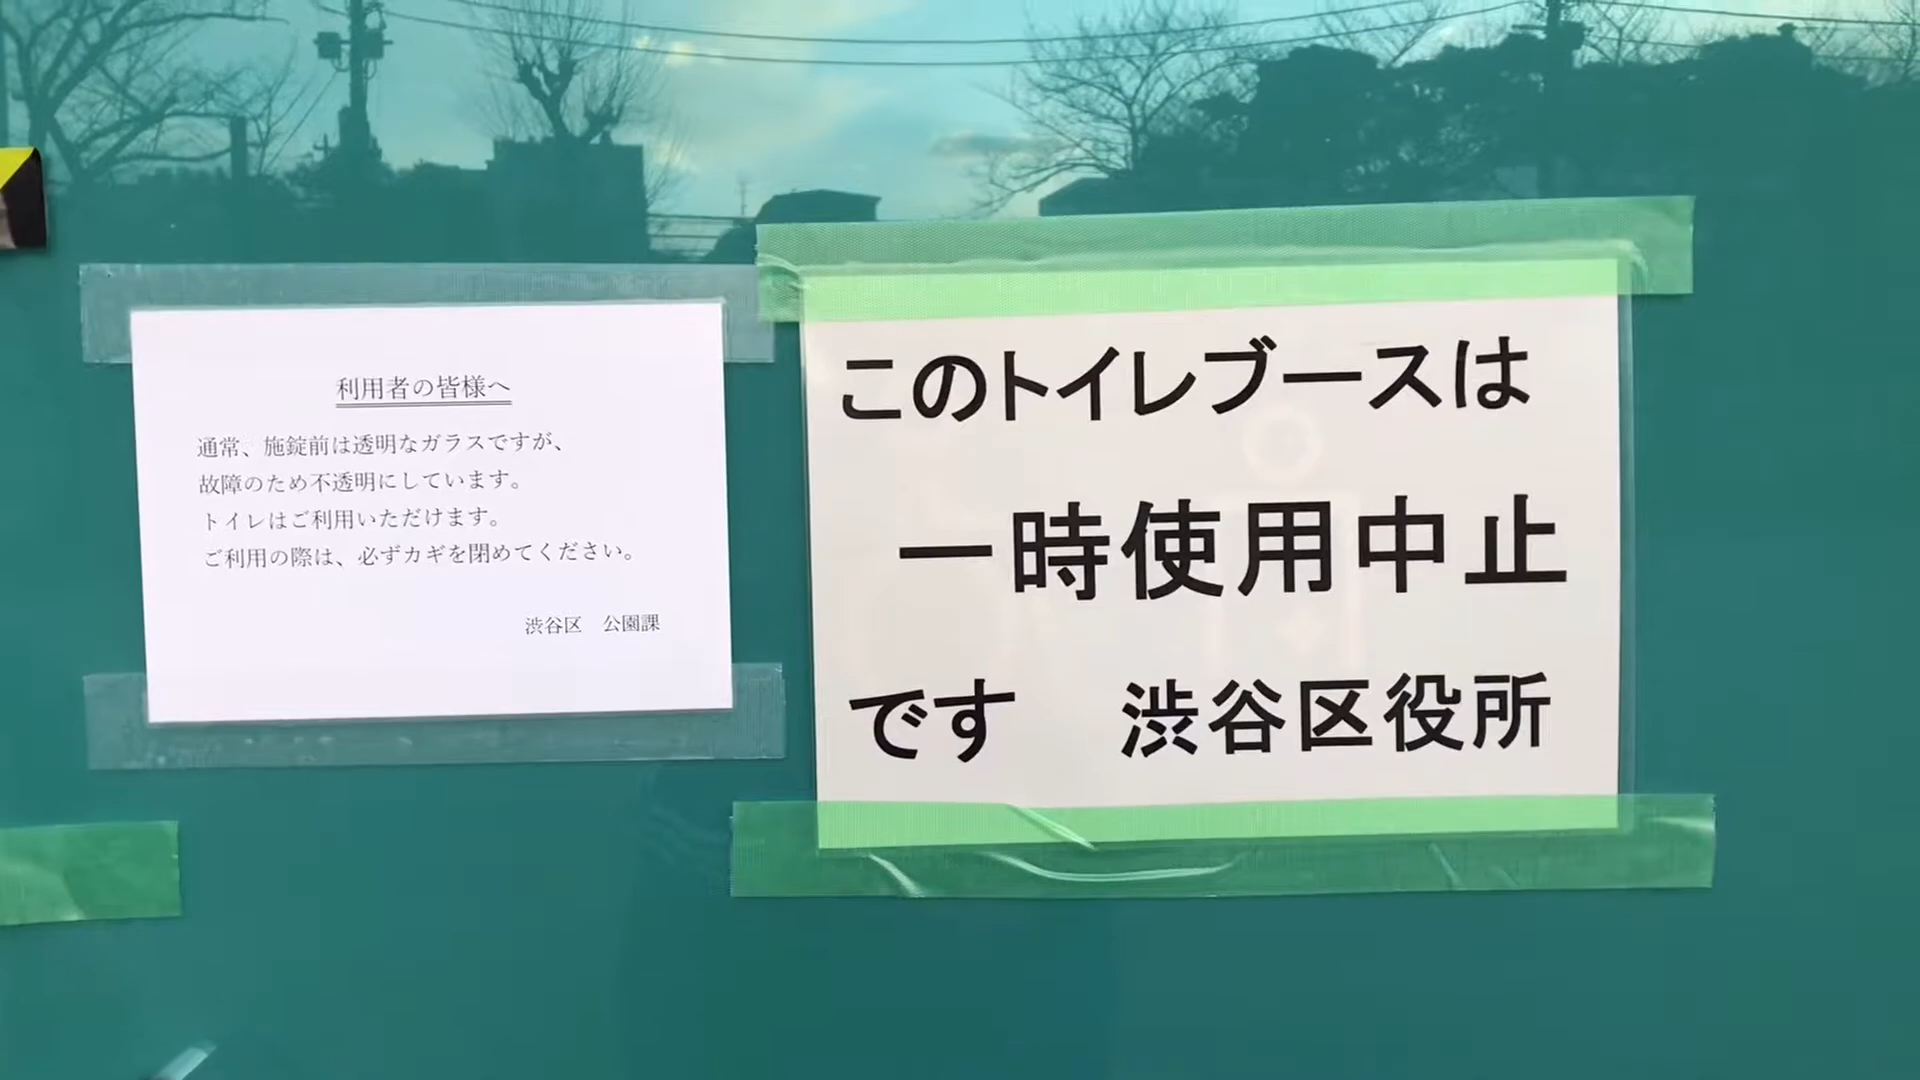 利用者の皆様へ
通常、施錠前は透明なガラスですが、
故障のため不透明にしています。
トイレはご利用いただけます。
ご利用の際は、必ずカギを閉めてください。
渋谷区　公園課
このトイレブースは
一時使用中止
です　渋谷区役所